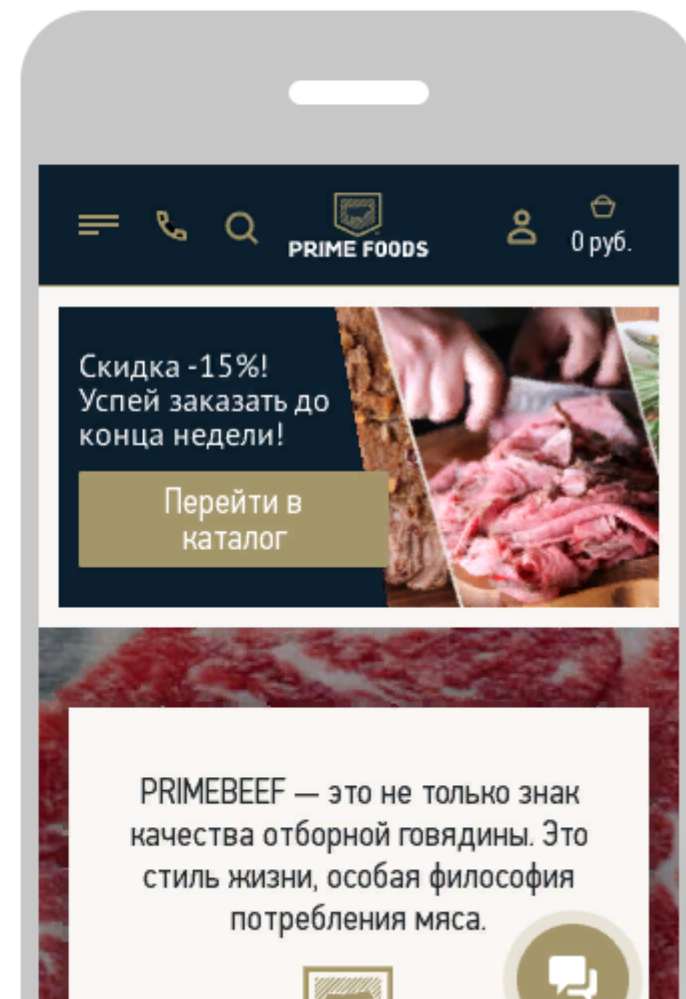 PRIME FOODS
0 руб.
Скидка -15%!
Успей заказать до
конца недели!
Перейти в
каталог
PRIMEBEEF — это не только знак
качества отборной говядины. Это
стиль жизни, особая философия
потребления мяса.